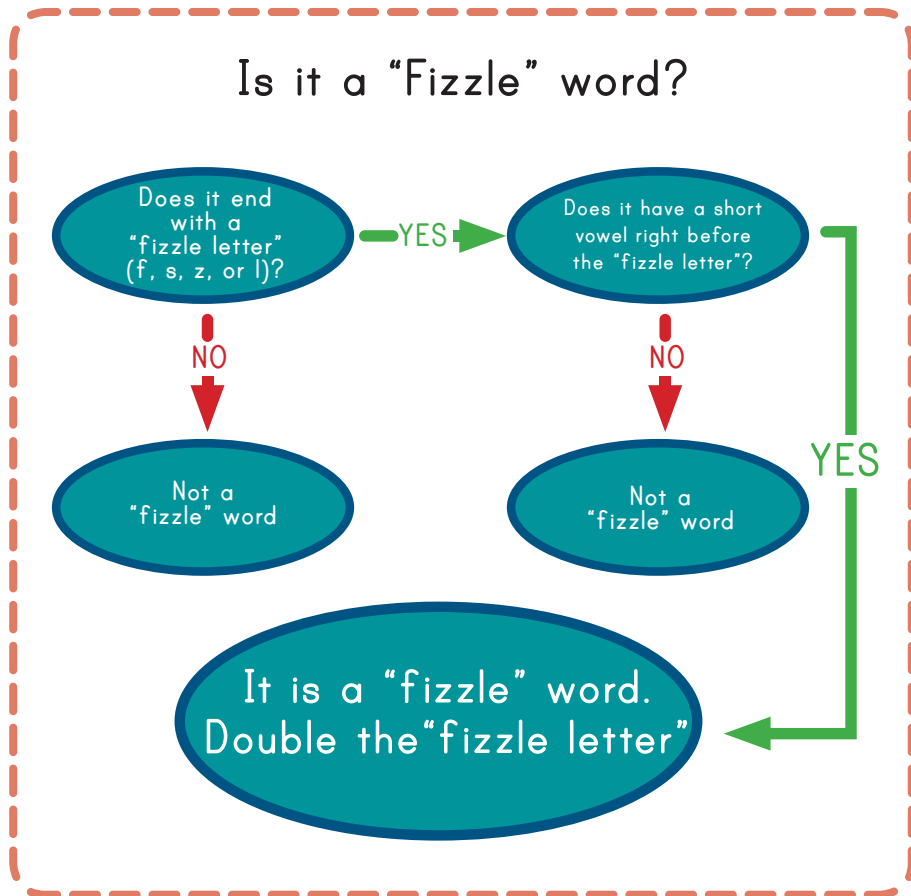 Is it a “Fizzle” word?
Does it end
with a
“fizzle letter”
(f, s, z, or l)?
YES
Does it have a short
vowel right before
the “fizzle letter”?
NO
NO
YES
Not a
“fizzle” word
Not a
“fizzle” word
It is a “fizzle” word.
Double the“fizzle letter”